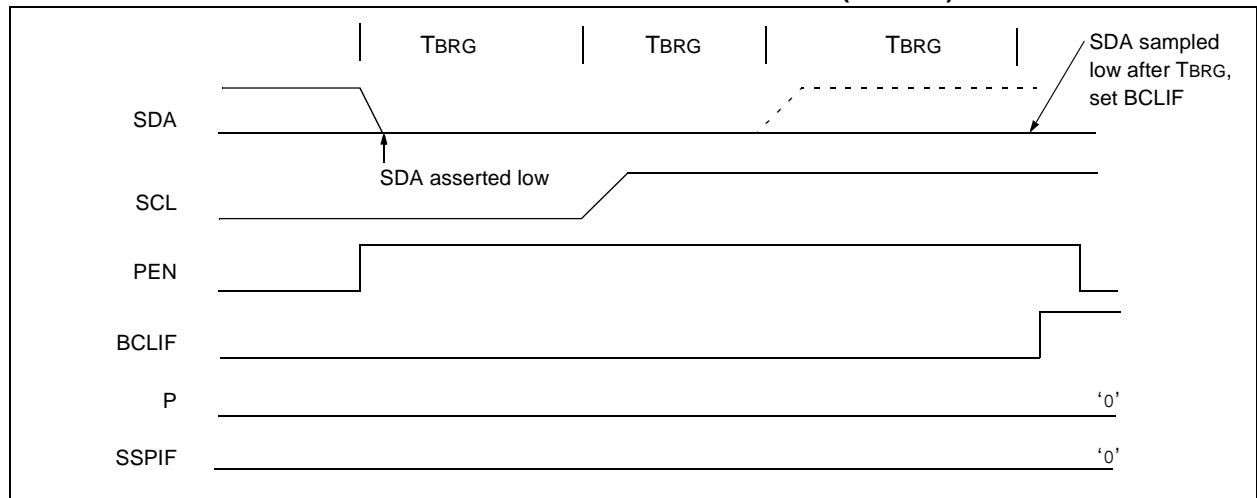 TBRG TBRG TBRG
SDA sampled
low after TBRG,
set BCLIF
SDA
SDA asserted low
SCL
PEN
BCLIF
P
‘0’
SSPIF
‘0’